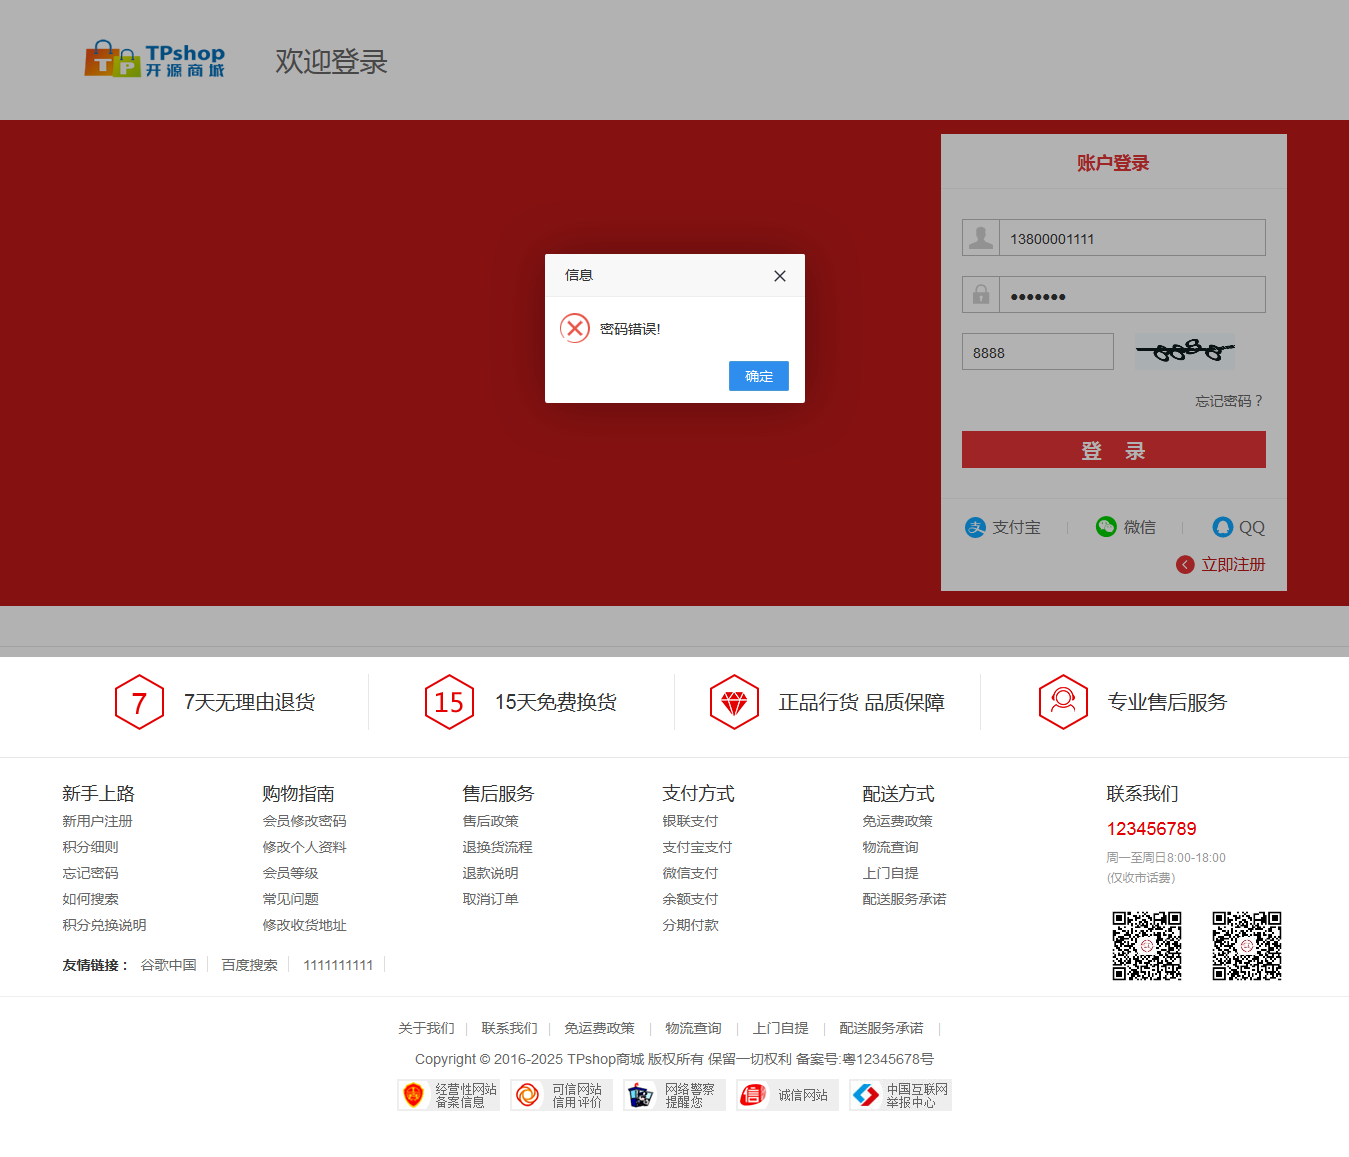 TPshop
开源商城
欢迎登录
账户登录
13800001111
●●●●●●●
8888
忘记密码？
登 录
支付宝
微信
QQ
立即注册
信息
密码错误!
确定
7 7天无理由退货
15 15天免费换货
正品行货 品质保障
专业售后服务
新手上路
新用户注册
积分细则
忘记密码
如何搜索
积分兑换说明
购物指南
会员修改密码
修改个人资料
会员等级
常见问题
修改收货地址
售后服务
售后政策
退换货流程
退款说明
取消订单
支付方式
银联支付
支付宝支付
微信支付
余额支付
分期付款
配送方式
免运费政策
物流查询
上门自提
配送服务承诺
联系我们
123456789
周一至周日8:00-18:00
(仅收市话费)
友情链接： 谷歌中国 百度搜索 1111111111
关于我们 联系我们 免运费政策 物流查询 上门自提 配送服务承诺
Copyright © 2016-2025 TPshop商城 版权所有 保留一切权利 备案号:粤12345678号
经营性网站
备案信息
可信网站
信用评价
网络警察
提醒您
信 诚信网站
中国互联网
举报中心